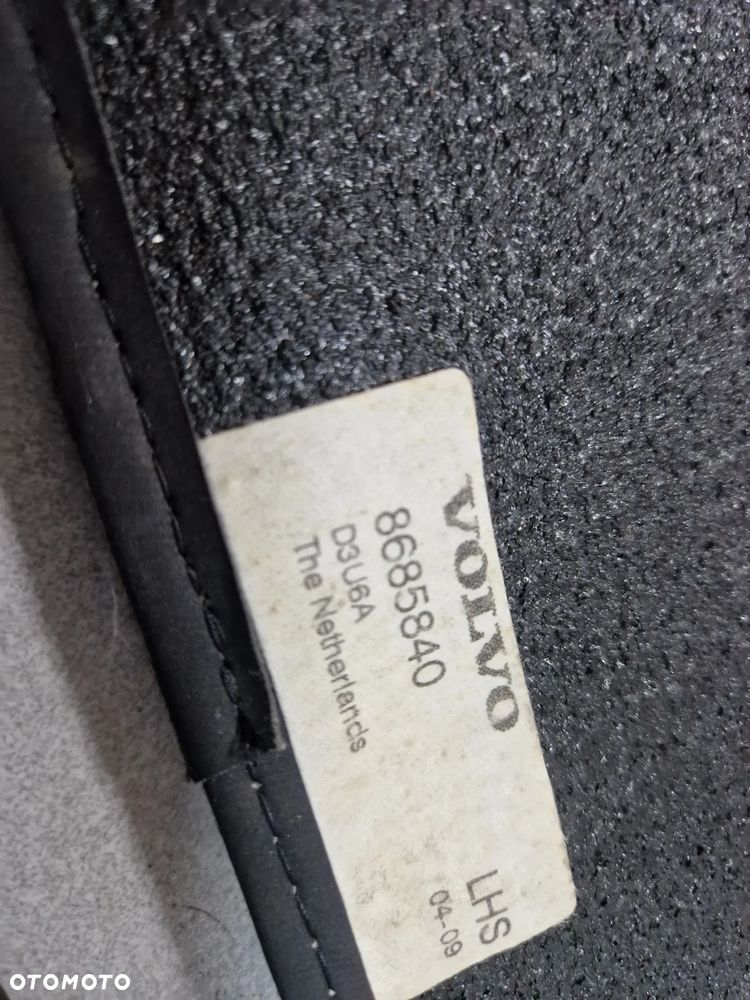 VOLVO
8685840
D3U6A
The Netherlands
LHS
04-09
OTOMOTO